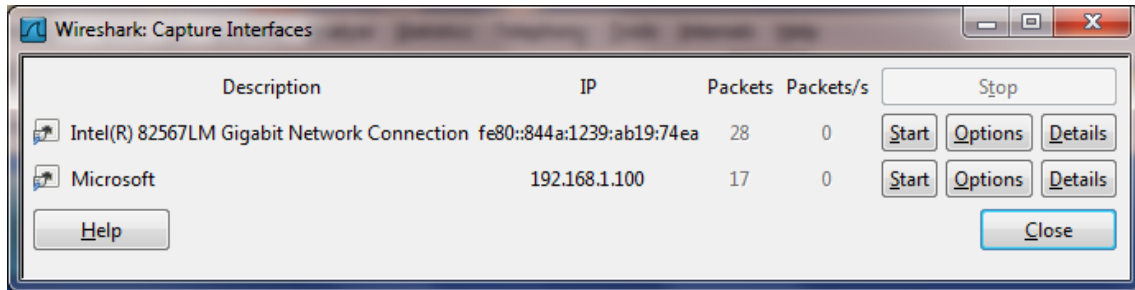 Wireshark: Capture Interfaces
Description IP Packets Packets/s Stop
Intel(R) 82567LM Gigabit Network Connection fe80::844a:1239:ab19:74ea 28 0 Start Options Details
Microsoft 192.168.1.100 17 0 Start Options Details
Help Close